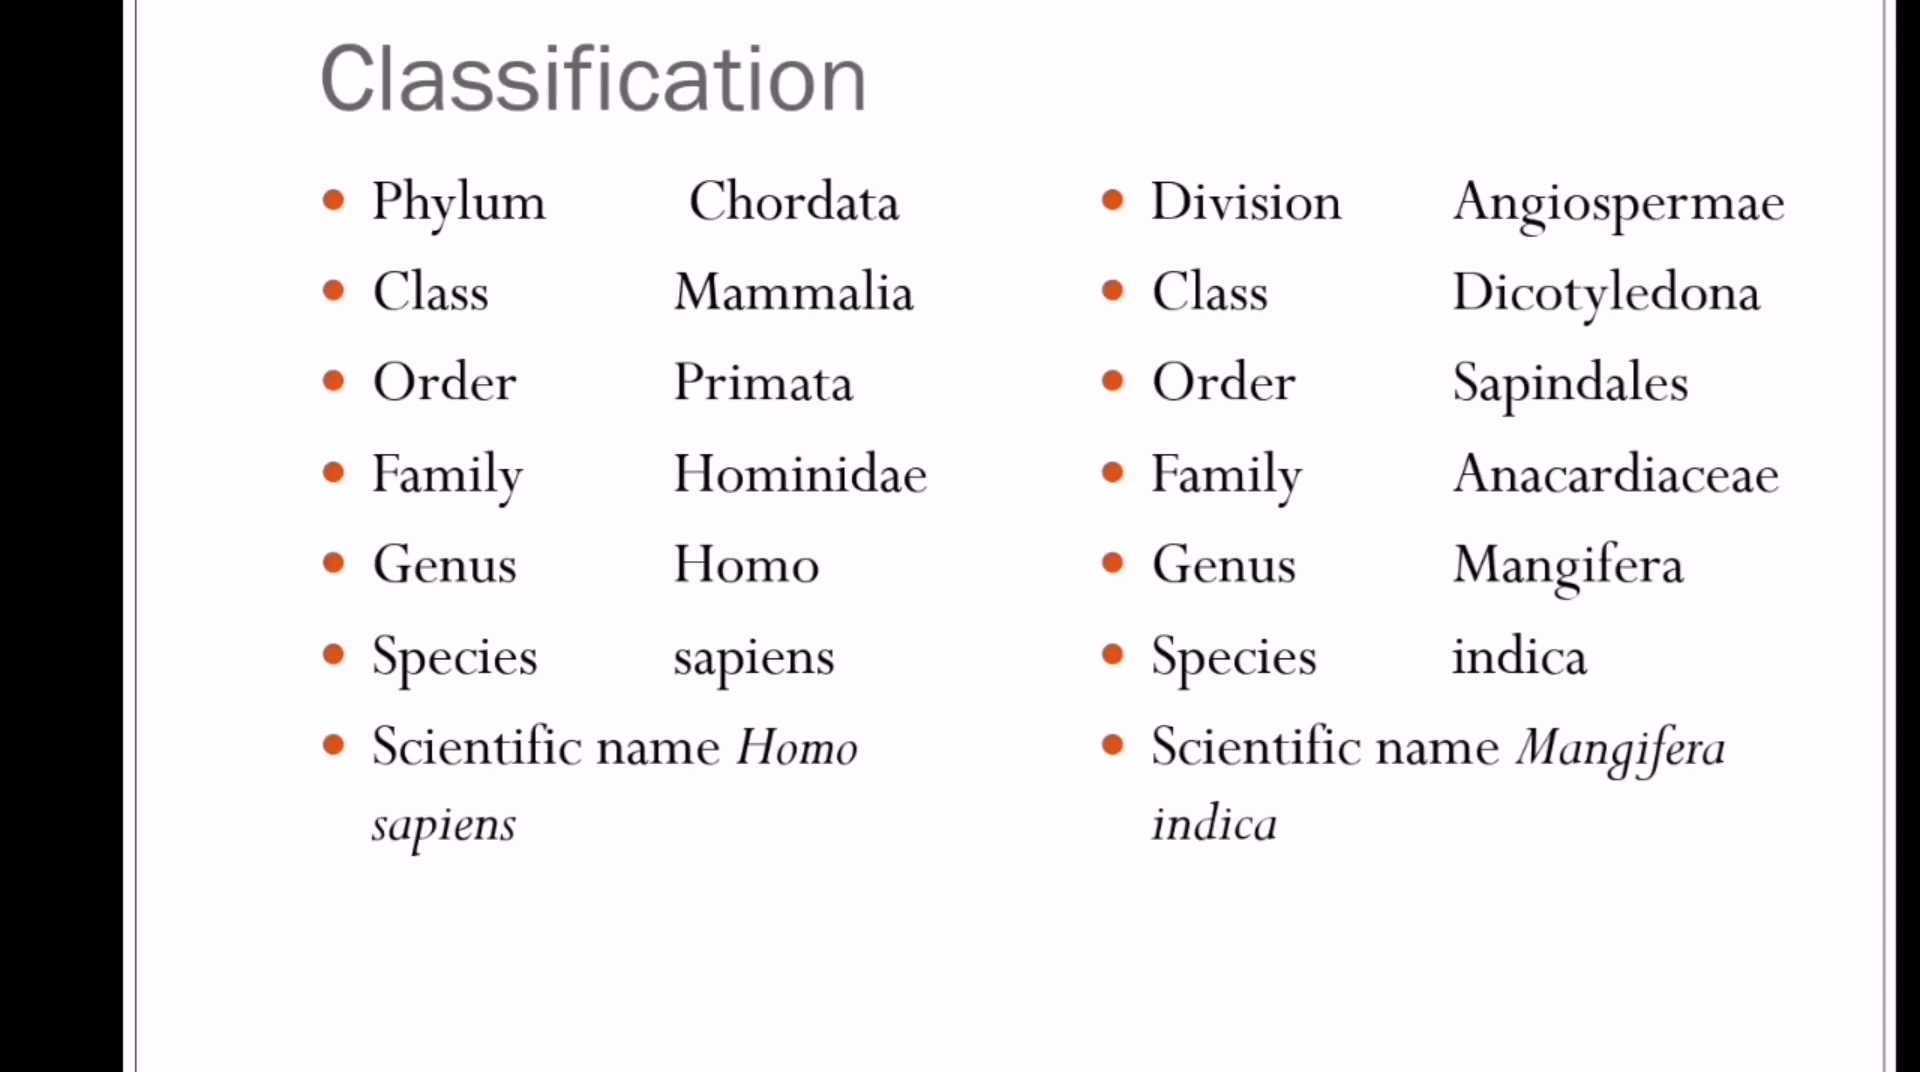 Classification
Phylum Chordata
Class Mammalia
Order Primata
Family Hominidae
Genus Homo
Species sapiens
Scientific name Homo
sapiens
Division Angiospermae
Class Dicotyledona
Order Sapindales
Family Anacardiaceae
Genus Mangifera
Species indica
Scientific name Mangifera
indica